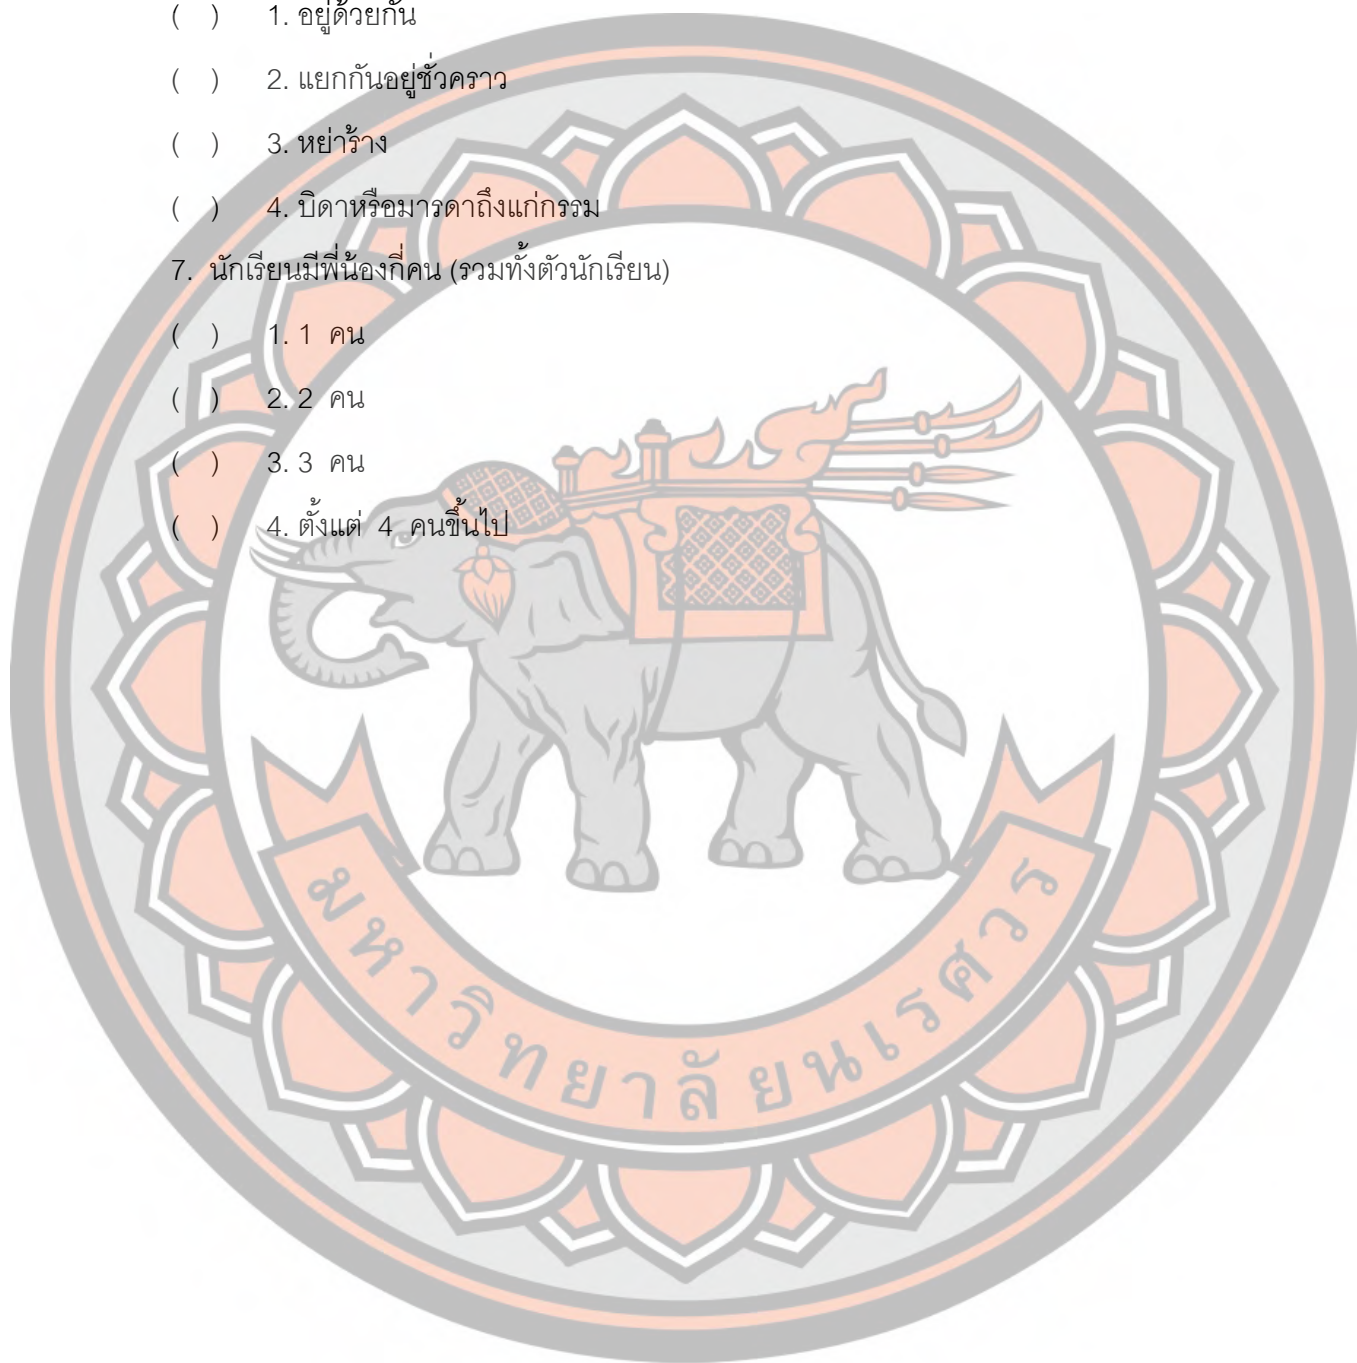 ( ) 1. อยู่ด้วยกัน
( ) 2. แยกกันอยู่ชั่วคราว
( ) 3. หย่าร้าง
( ) 4. บิดาหรือมารดาถึงแก่กรรม
7. นักเรียนมีพี่น้องกี่คน (รวมทั้งตัวนักเรียน)
( ) 1. 1 คน
( ) 2. 2 คน
( ) 3. 3 คน
( ) 4. ตั้งแต่ 4 คนขึ้นไป
มหาวิทยาลัยนเรศวร